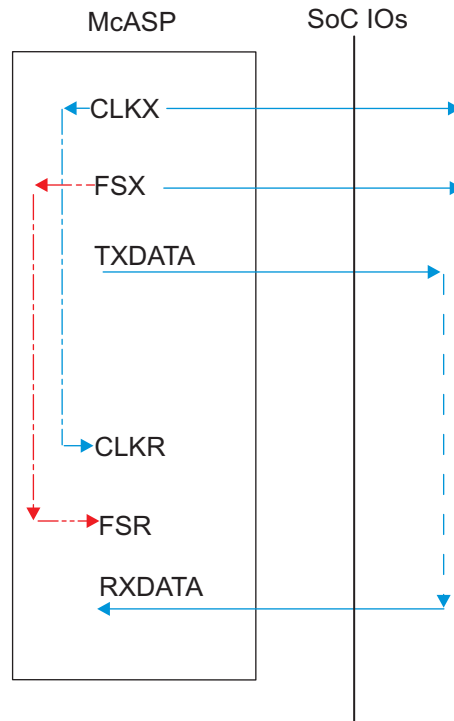 McASP
SoC IOs
CLKX
FSX
TXDATA
CLKR
FSR
RXDATA